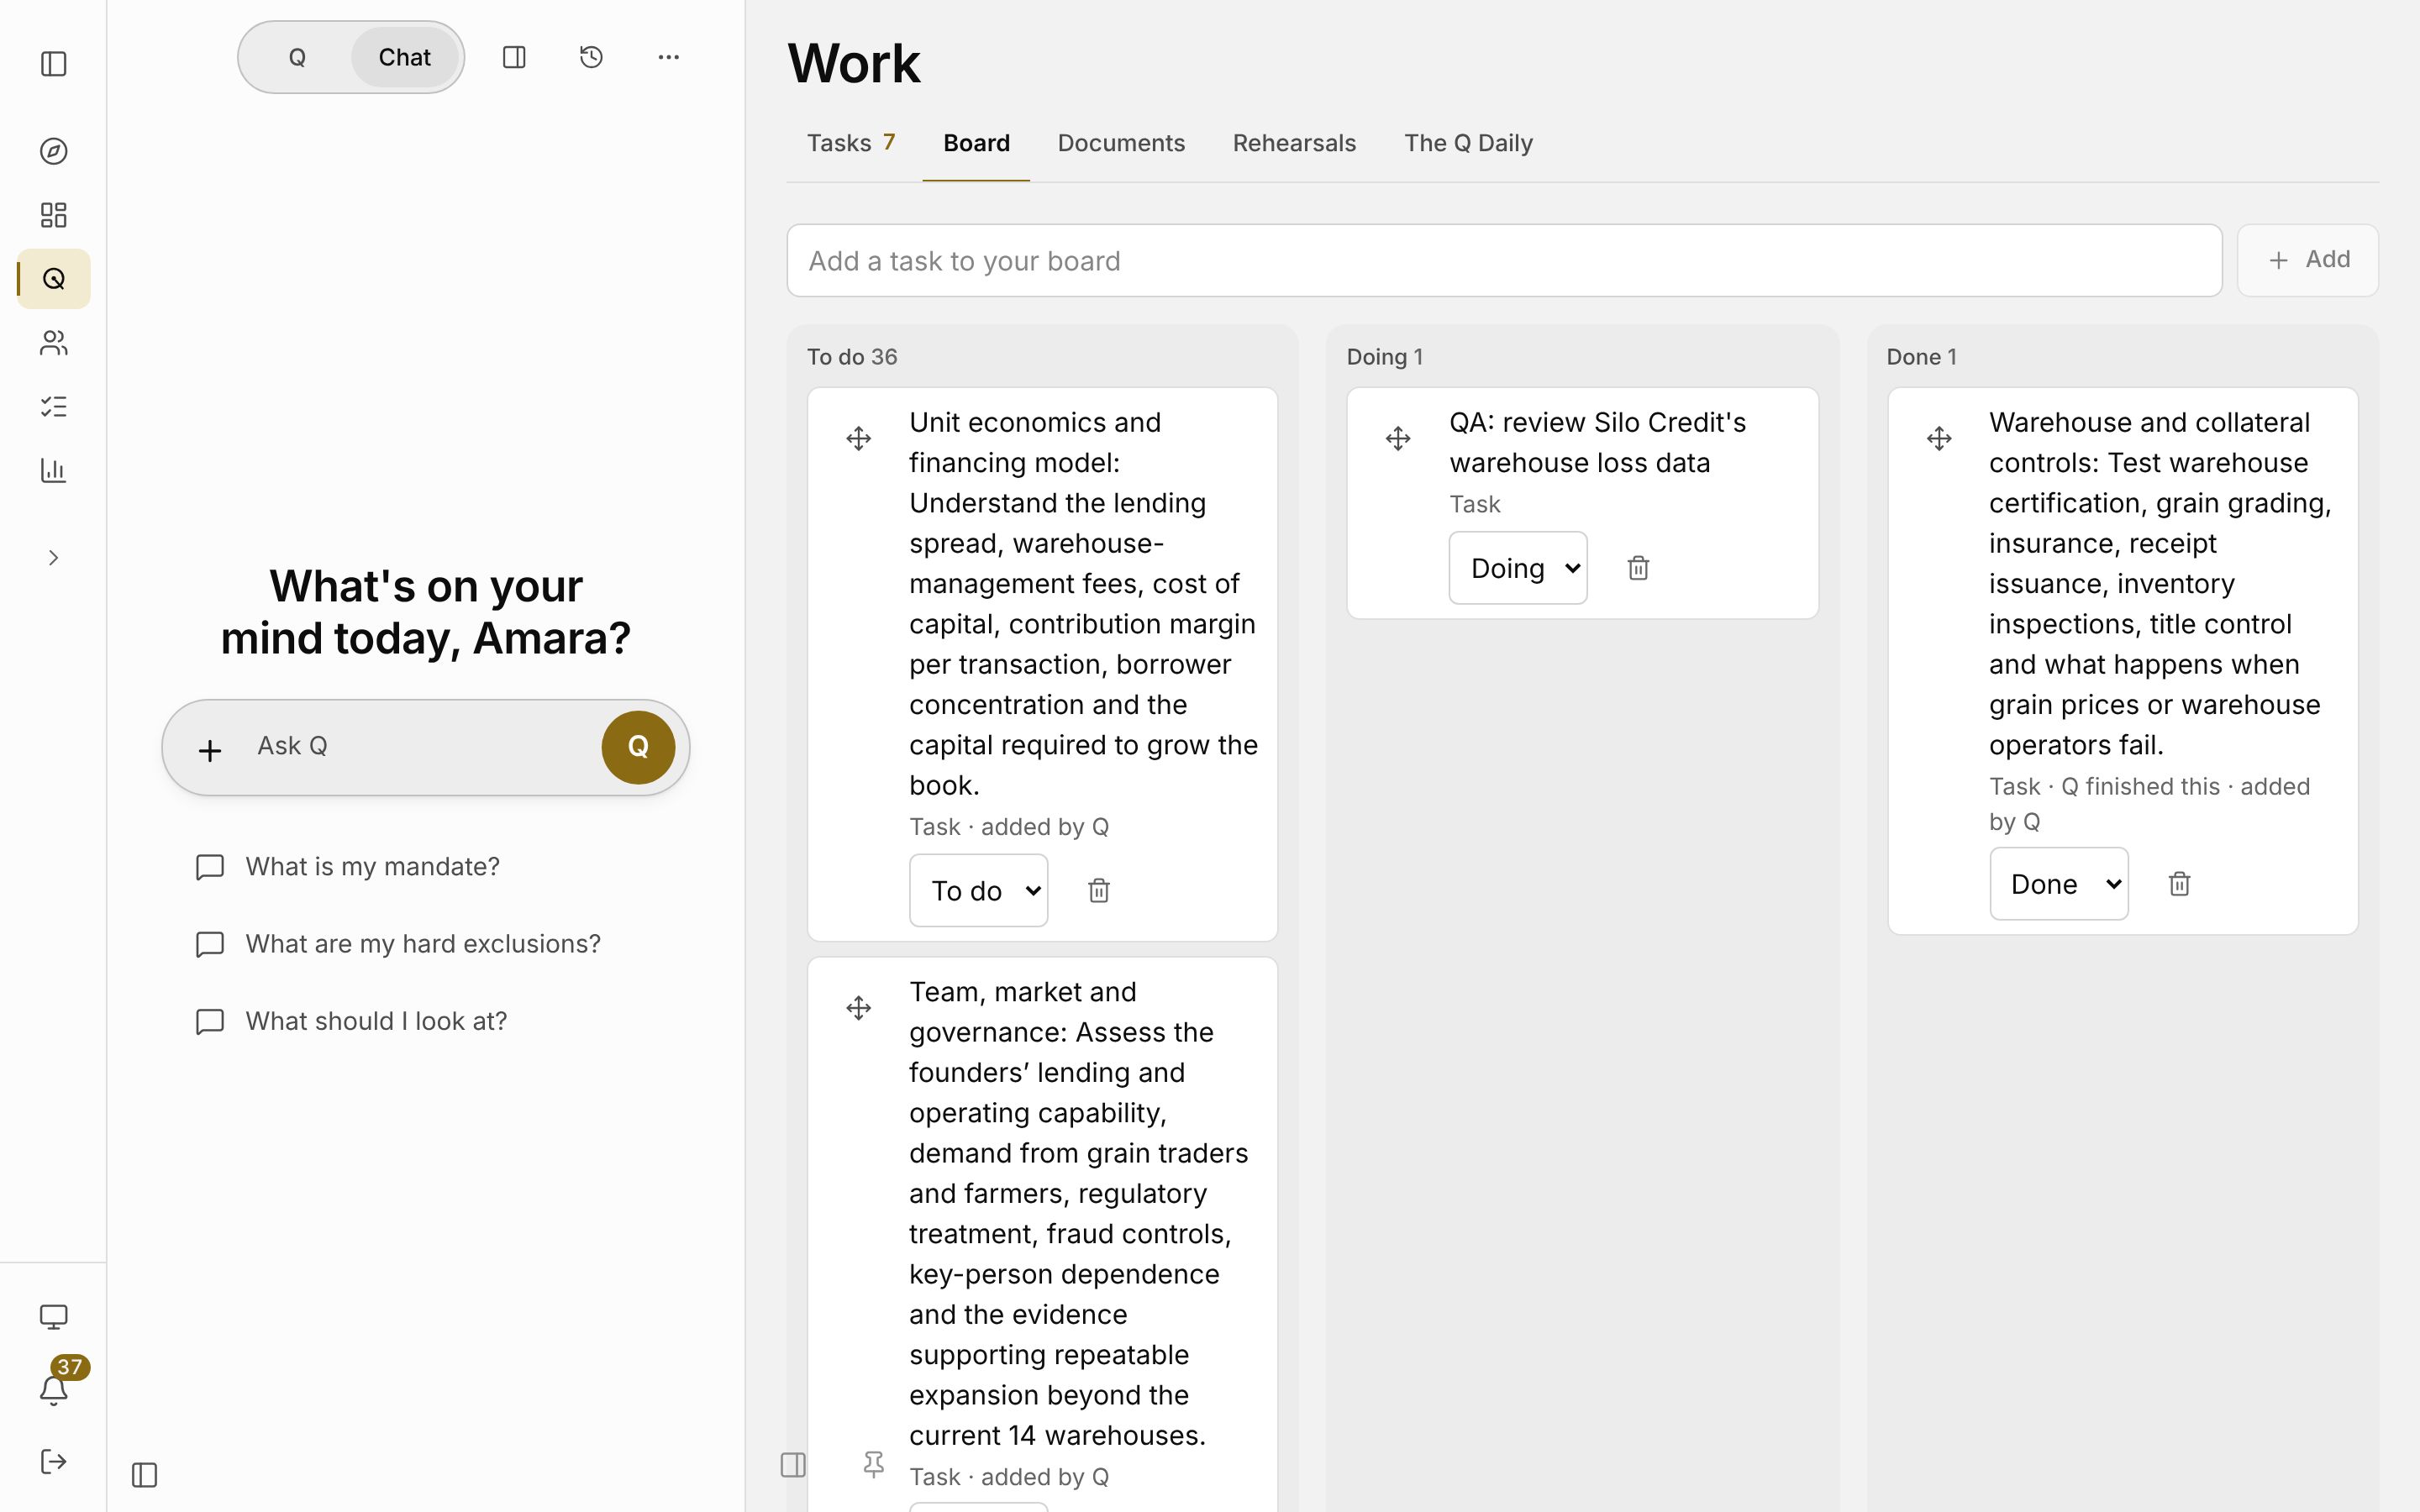 Q
Chat
Q
37
What's on your
mind today, Amara?
Ask Q
Q
What is my mandate?
What are my hard exclusions?
What should I look at?
Work
Tasks 7
Board
Documents
Rehearsals
The Q Daily
Add a task to your board
Add
To do 36
Unit economics and
financing model:
Understand the lending
spread, warehouse-
management fees, cost of
capital, contribution margin
per transaction, borrower
concentration and the
capital required to grow the
book.
Task · added by Q
To do
Team, market and
governance: Assess the
founders’ lending and
operating capability,
demand from grain traders
and farmers, regulatory
treatment, fraud controls,
key-person dependence
and the evidence
supporting repeatable
expansion beyond the
current 14 warehouses.
Task · added by Q
Doing 1
QA: review Silo Credit's
warehouse loss data
Task
Doing
Done 1
Warehouse and collateral
controls: Test warehouse
certification, grain grading,
insurance, receipt
issuance, inventory
inspections, title control
and what happens when
grain prices or warehouse
operators fail.
Task · Q finished this · added
by Q
Done